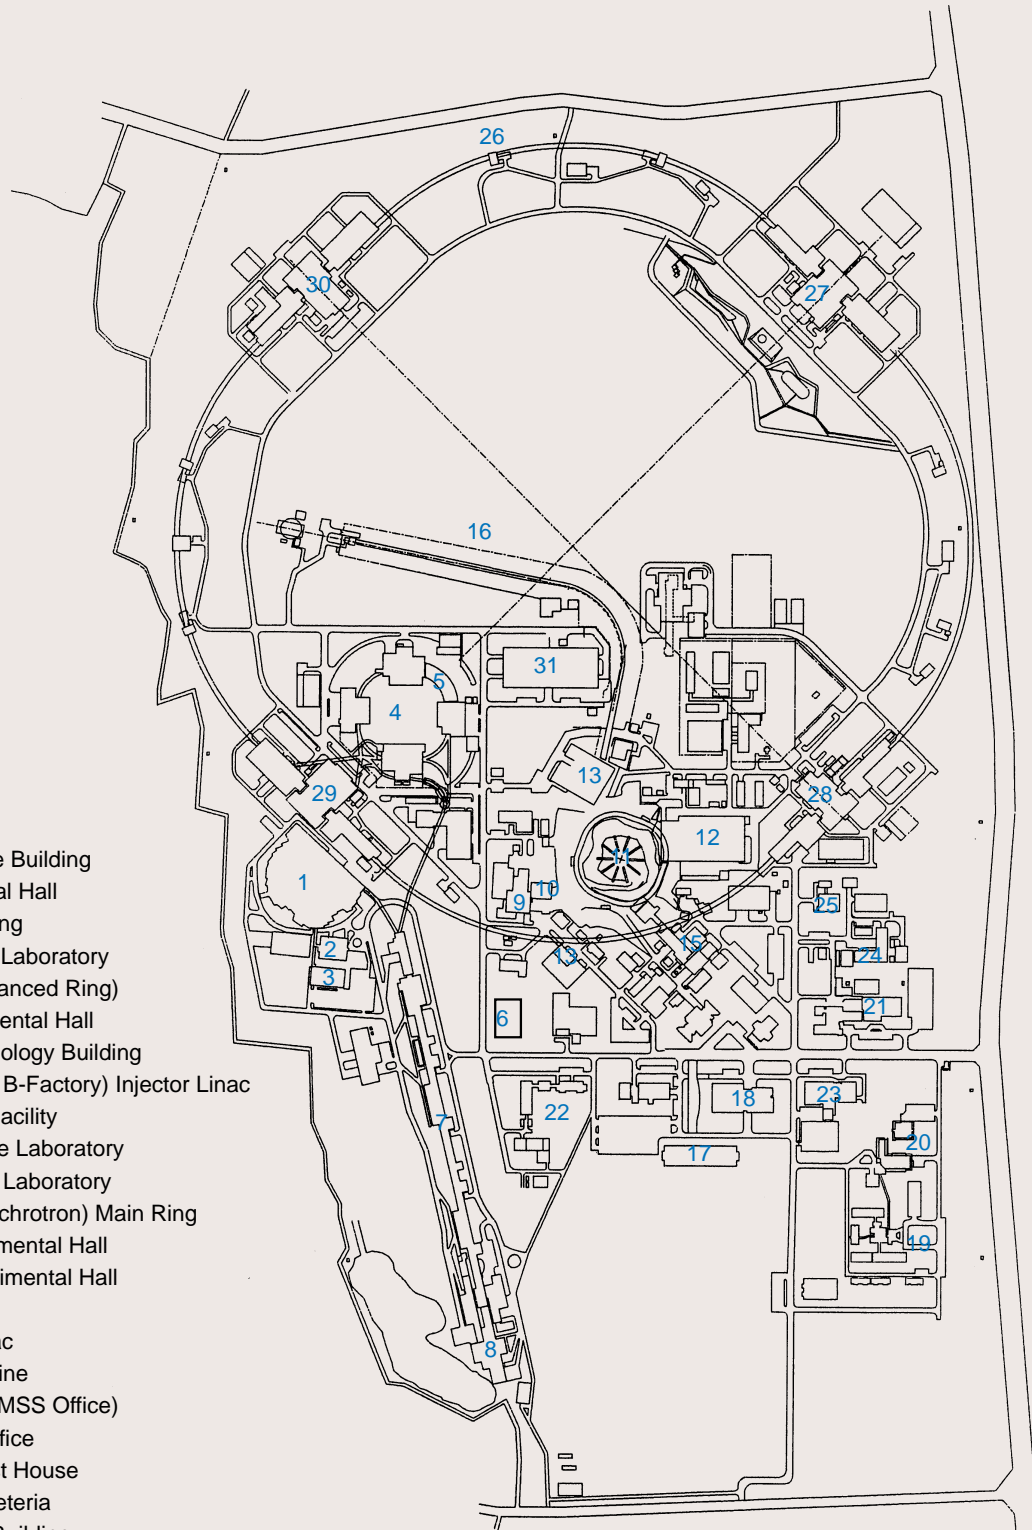 26
30
27
16
31
5
4
13
29
28
12
11
e Building
al Hall
1
10
25
ng
9
15
2
13
24
Laboratory
3
anced Ring)
21
ental Hall
6
ology Building
B-Factory) Injector Linac
23
18
acility
22
7
20
e Laboratory
17
Laboratory
chrotron) Main Ring
19
mental Hall
imental Hall
ac
8
ine
MSS Office)
fice
t House
eteria